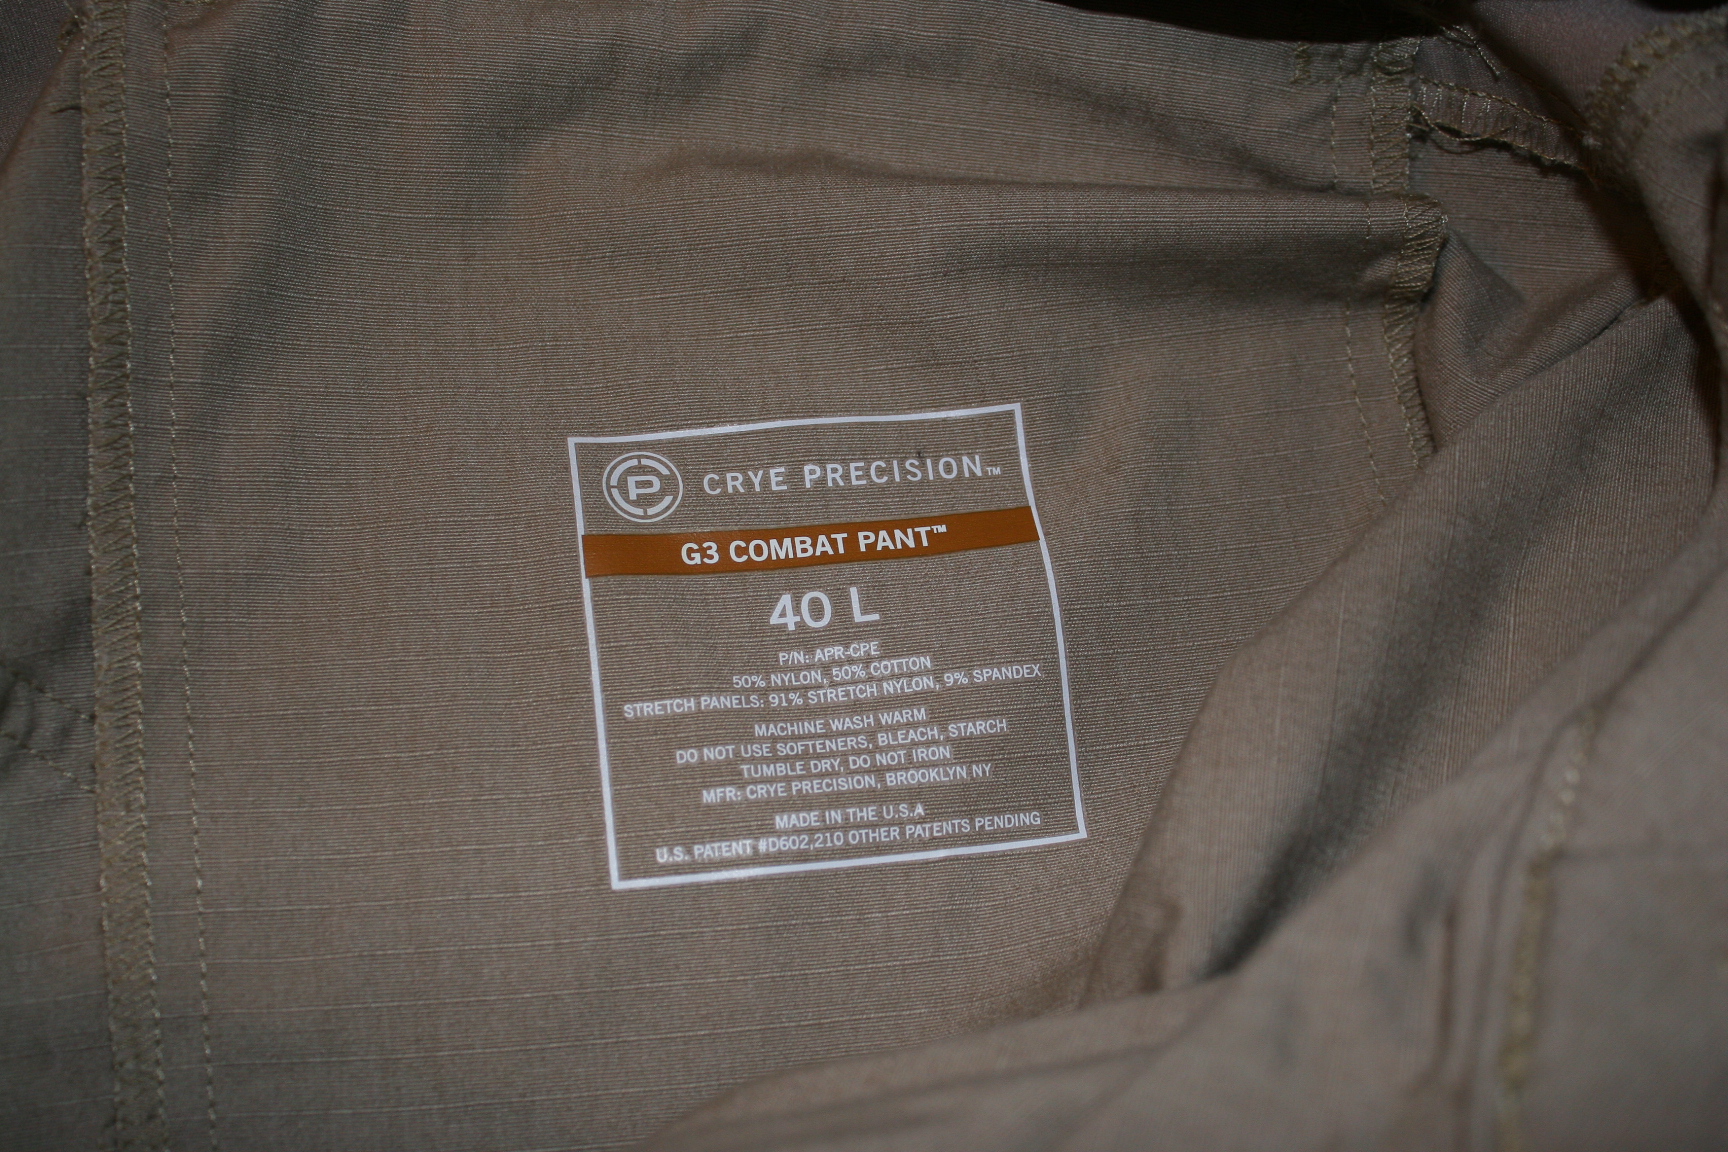 CP CRYE PRECISION™
G3 COMBAT PANT™
40 L
P/N: APR-CPE
50% NYLON, 50% COTTON
STRETCH PANELS: 91% STRETCH NYLON, 9% SPANDEX
MACHINE WASH WARM
DO NOT USE SOFTENERS, BLEACH, STARCH
TUMBLE DRY, DO NOT IRON
MFR: CRYE PRECISION, BROOKLYN NY
MADE IN THE U.S.A
U.S. PATENT #D602,210 OTHER PATENTS PENDING